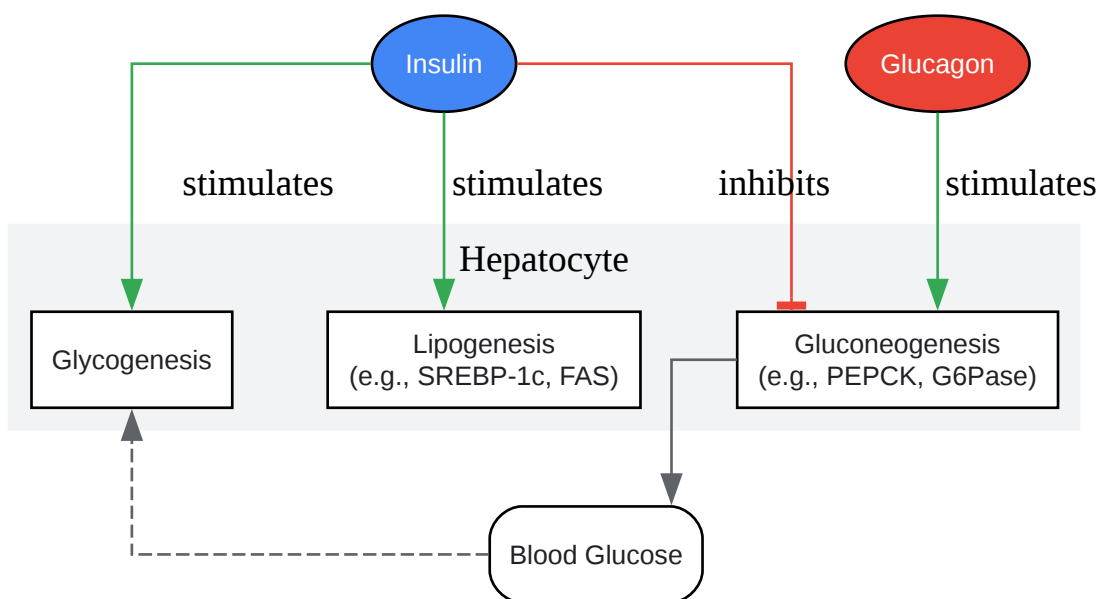 Insulin
Glucagon
stimulates
stimulates
inhibits
stimulates
Hepatocyte
Glycogenesis
Lipogenesis
(e.g., SREBP-1c, FAS)
Gluconeogenesis
(e.g., PEPCK, G6Pase)
Blood Glucose